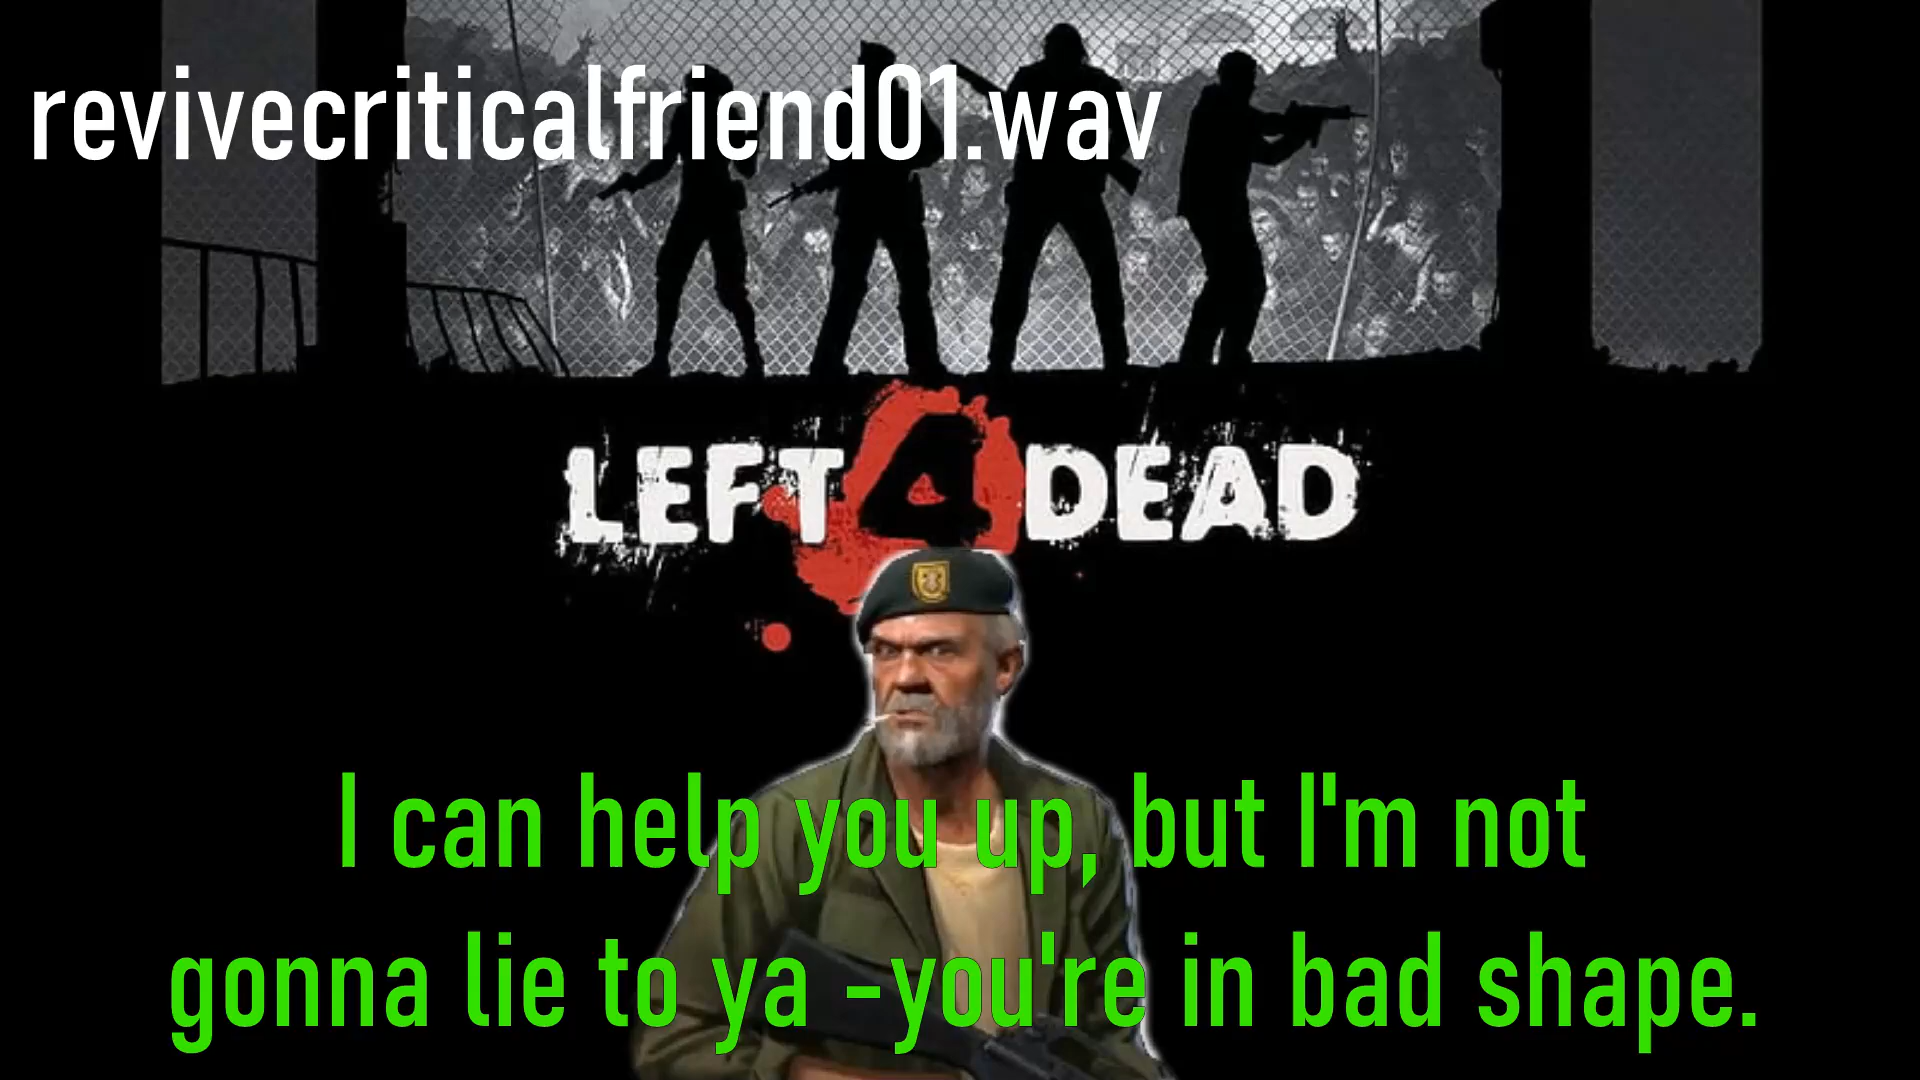 revivecriticalfriend01.wav
LEFT 4 DEAD
I can help you up, but I'm not
gonna lie to ya -you're in bad shape.